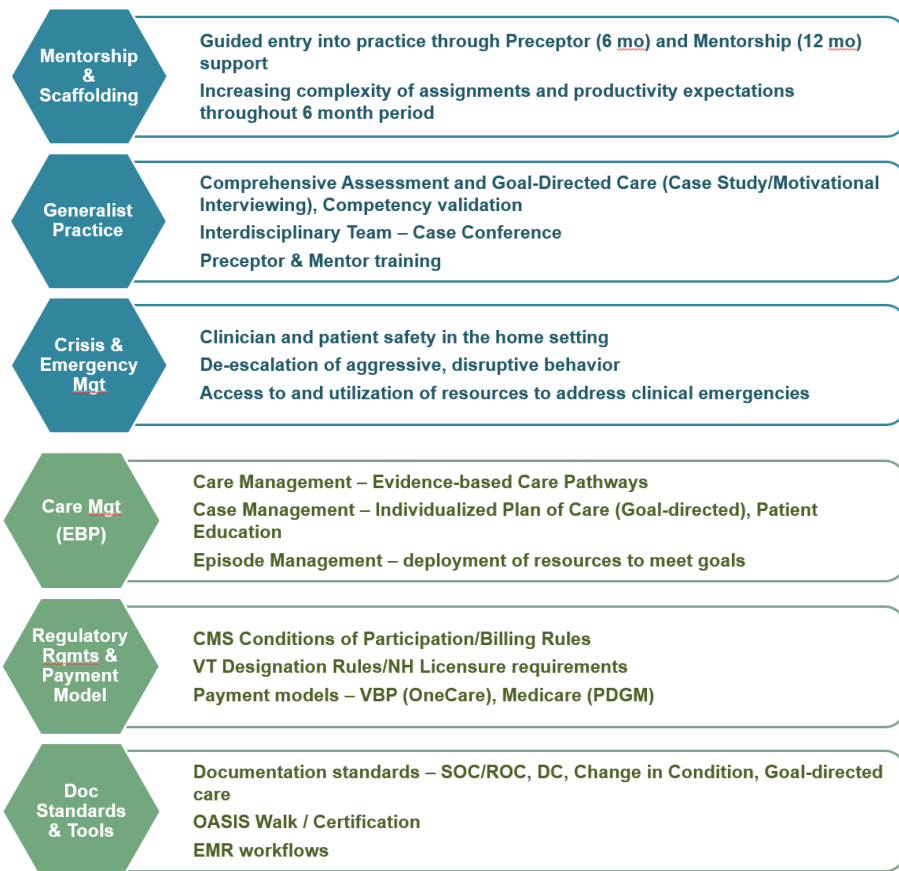 Mentorship
&
Scaffolding
Guided entry into practice through Preceptor (6 mo) and Mentorship (12 mo)
support
Increasing complexity of assignments and productivity expectations
throughout 6 month period
Generalist
Practice
Comprehensive Assessment and Goal-Directed Care (Case Study/Motivational
Interviewing), Competency validation
Interdisciplinary Team – Case Conference
Preceptor & Mentor training
Crisis &
Emergency
Mgt
Clinician and patient safety in the home setting
De-escalation of aggressive, disruptive behavior
Access to and utilization of resources to address clinical emergencies
Care Mgt
(EBP)
Care Management – Evidence-based Care Pathways
Case Management – Individualized Plan of Care (Goal-directed), Patient
Education
Episode Management – deployment of resources to meet goals
Regulatory
Rqmts &
Payment
Model
CMS Conditions of Participation/Billing Rules
VT Designation Rules/NH Licensure requirements
Payment models – VBP (OneCare), Medicare (PDGM)
Doc
Standards
& Tools
Documentation standards – SOC/ROC, DC, Change in Condition, Goal-directed
care
OASIS Walk / Certification
EMR workflows